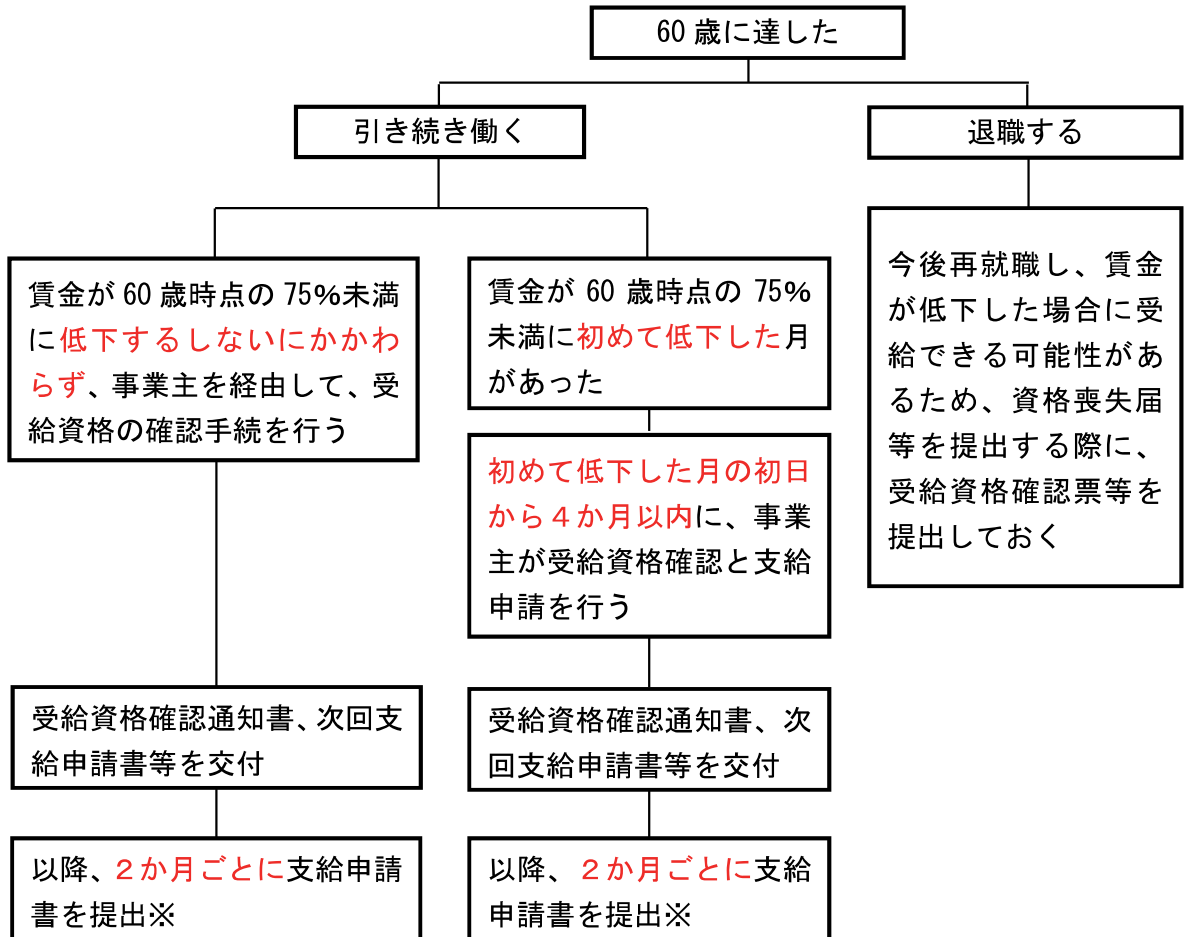 60歳に達した
引き続き働く
退職する
賃金が60歳時点の75%未満
に低下するしないにかかわ
らず、事業主を経由して、受
給資格の確認手続を行う
賃金が60歳時点の75%
未満に初めて低下した月
があった
初めて低下した月の初日
から4か月以内に、事業
主が受給資格確認と支給
申請を行う
今後再就職し、賃金
が低下した場合に受
給できる可能性があ
るため、資格喪失届
等を提出する際に、
受給資格確認票等を
提出しておく
受給資格確認通知書、次回支
給申請書等を交付
受給資格確認通知書、次
回支給申請書等を交付
以降、2か月ごとに支給申請
書を提出※
以降、2か月ごとに支給
申請書を提出※